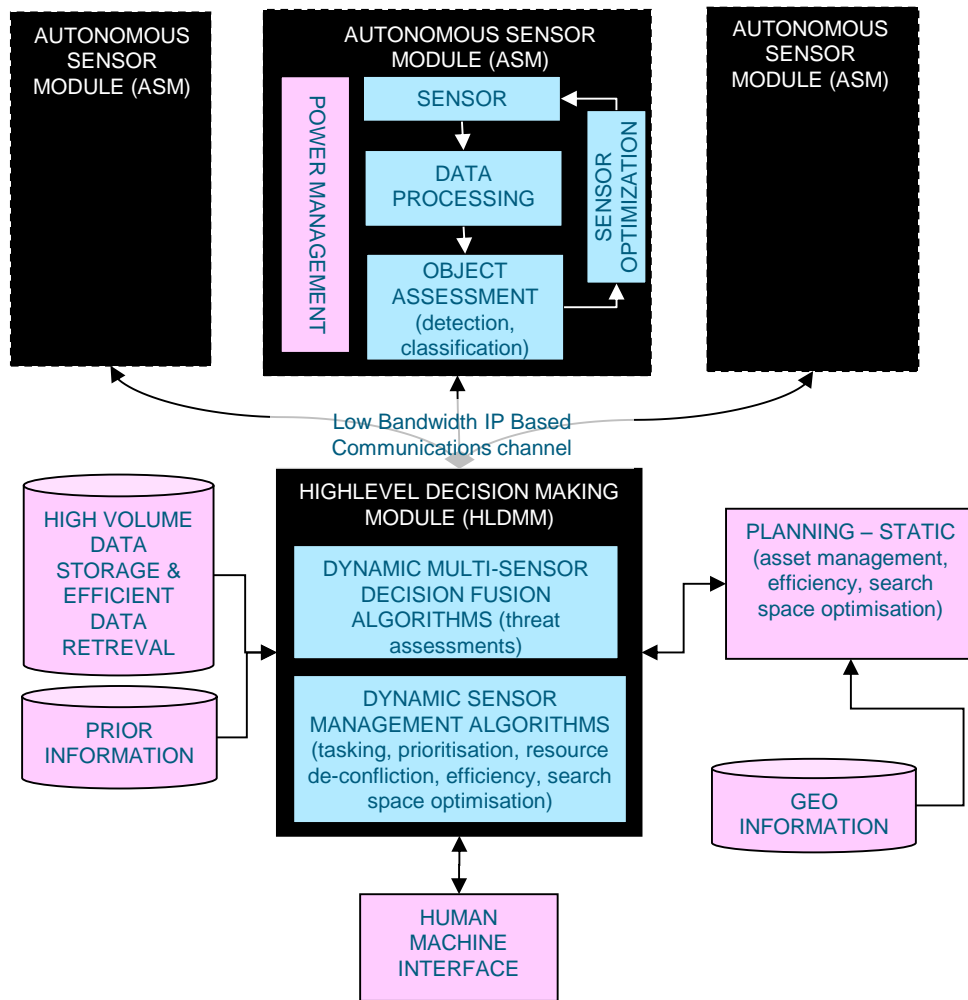 AUTONOMOUS
SENSOR
MODULE (ASM)
AUTONOMOUS SENSOR
MODULE (ASM)
POWER MANAGEMENT
SENSOR
DATA
PROCESSING
OBJECT
ASSESSMENT
(detection,
classification)
SENSOR
OPTIMIZATION
AUTONOMOUS
SENSOR
MODULE (ASM)
Low Bandwidth IP Based
Communications channel
HIGH VOLUME
DATA
STORAGE &
EFFICIENT
DATA
RETREVAL
PRIOR
INFORMATION
HIGHLEVEL DECISION MAKING
MODULE (HLDMM)
DYNAMIC MULTI-SENSOR
DECISION FUSION
ALGORITHMS (threat
assessments)
DYNAMIC SENSOR
MANAGEMENT ALGORITHMS
(tasking, prioritisation, resource
de-confliction, efficiency, search
space optimisation)
PLANNING – STATIC
(asset management,
efficiency, search
space optimisation)
GEO
INFORMATION
HUMAN
MACHINE
INTERFACE